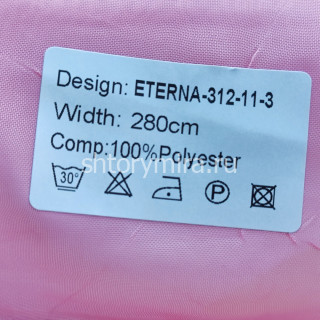 Design: ETERNA-312-11-3
Width: 280cm
Comp:100%Polyester
shtorymira.ru
30°
P